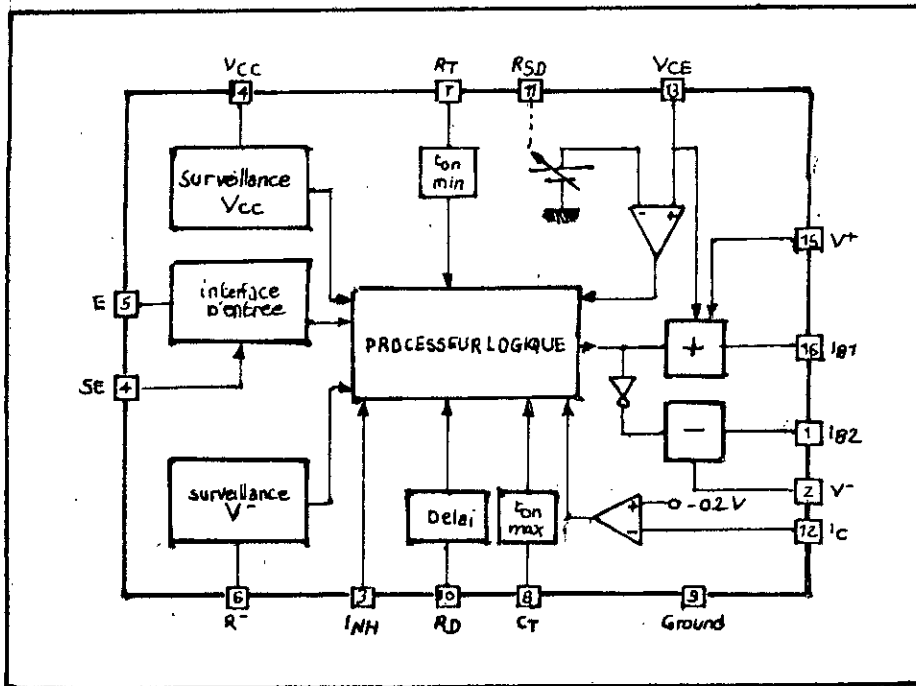 VCC RT RSD VCE
14 7 11 13
Surveillance
VCC
ton
min
- +
15 V+
E 5
interface
D'entrée
PROCESSEUR LOGIQUE
+
16 IB1
SE 4
-
1 IB2
surveillance
V-
Delai
ton
max
+ -0.2V
-
2 V-
12 IC
6 3 10 8 9
R- INH RD CT Ground